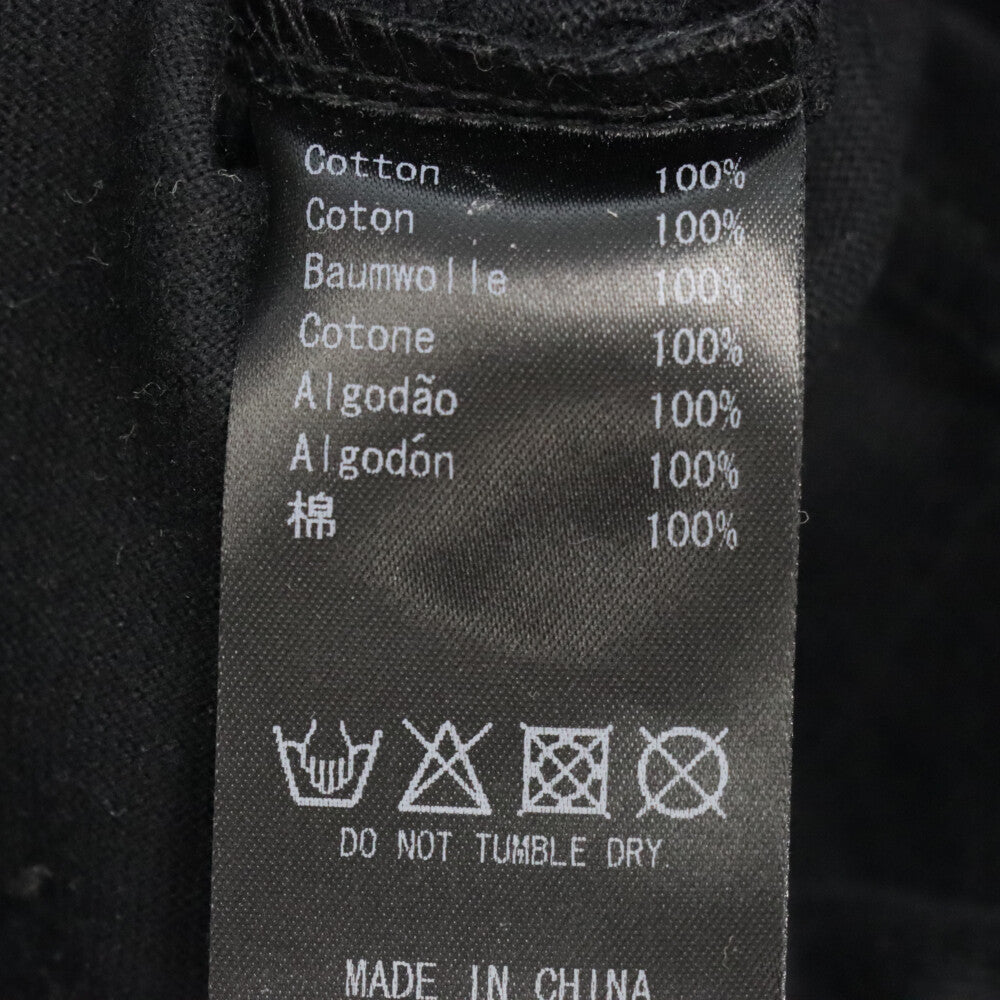 Cotton 100%
Coton 100%
Baumwolle 100%
Cotone 100%
Algodão 100%
Algodón 100%
棉 100%
DO NOT TUMBLE DRY.
MADE IN CHINA